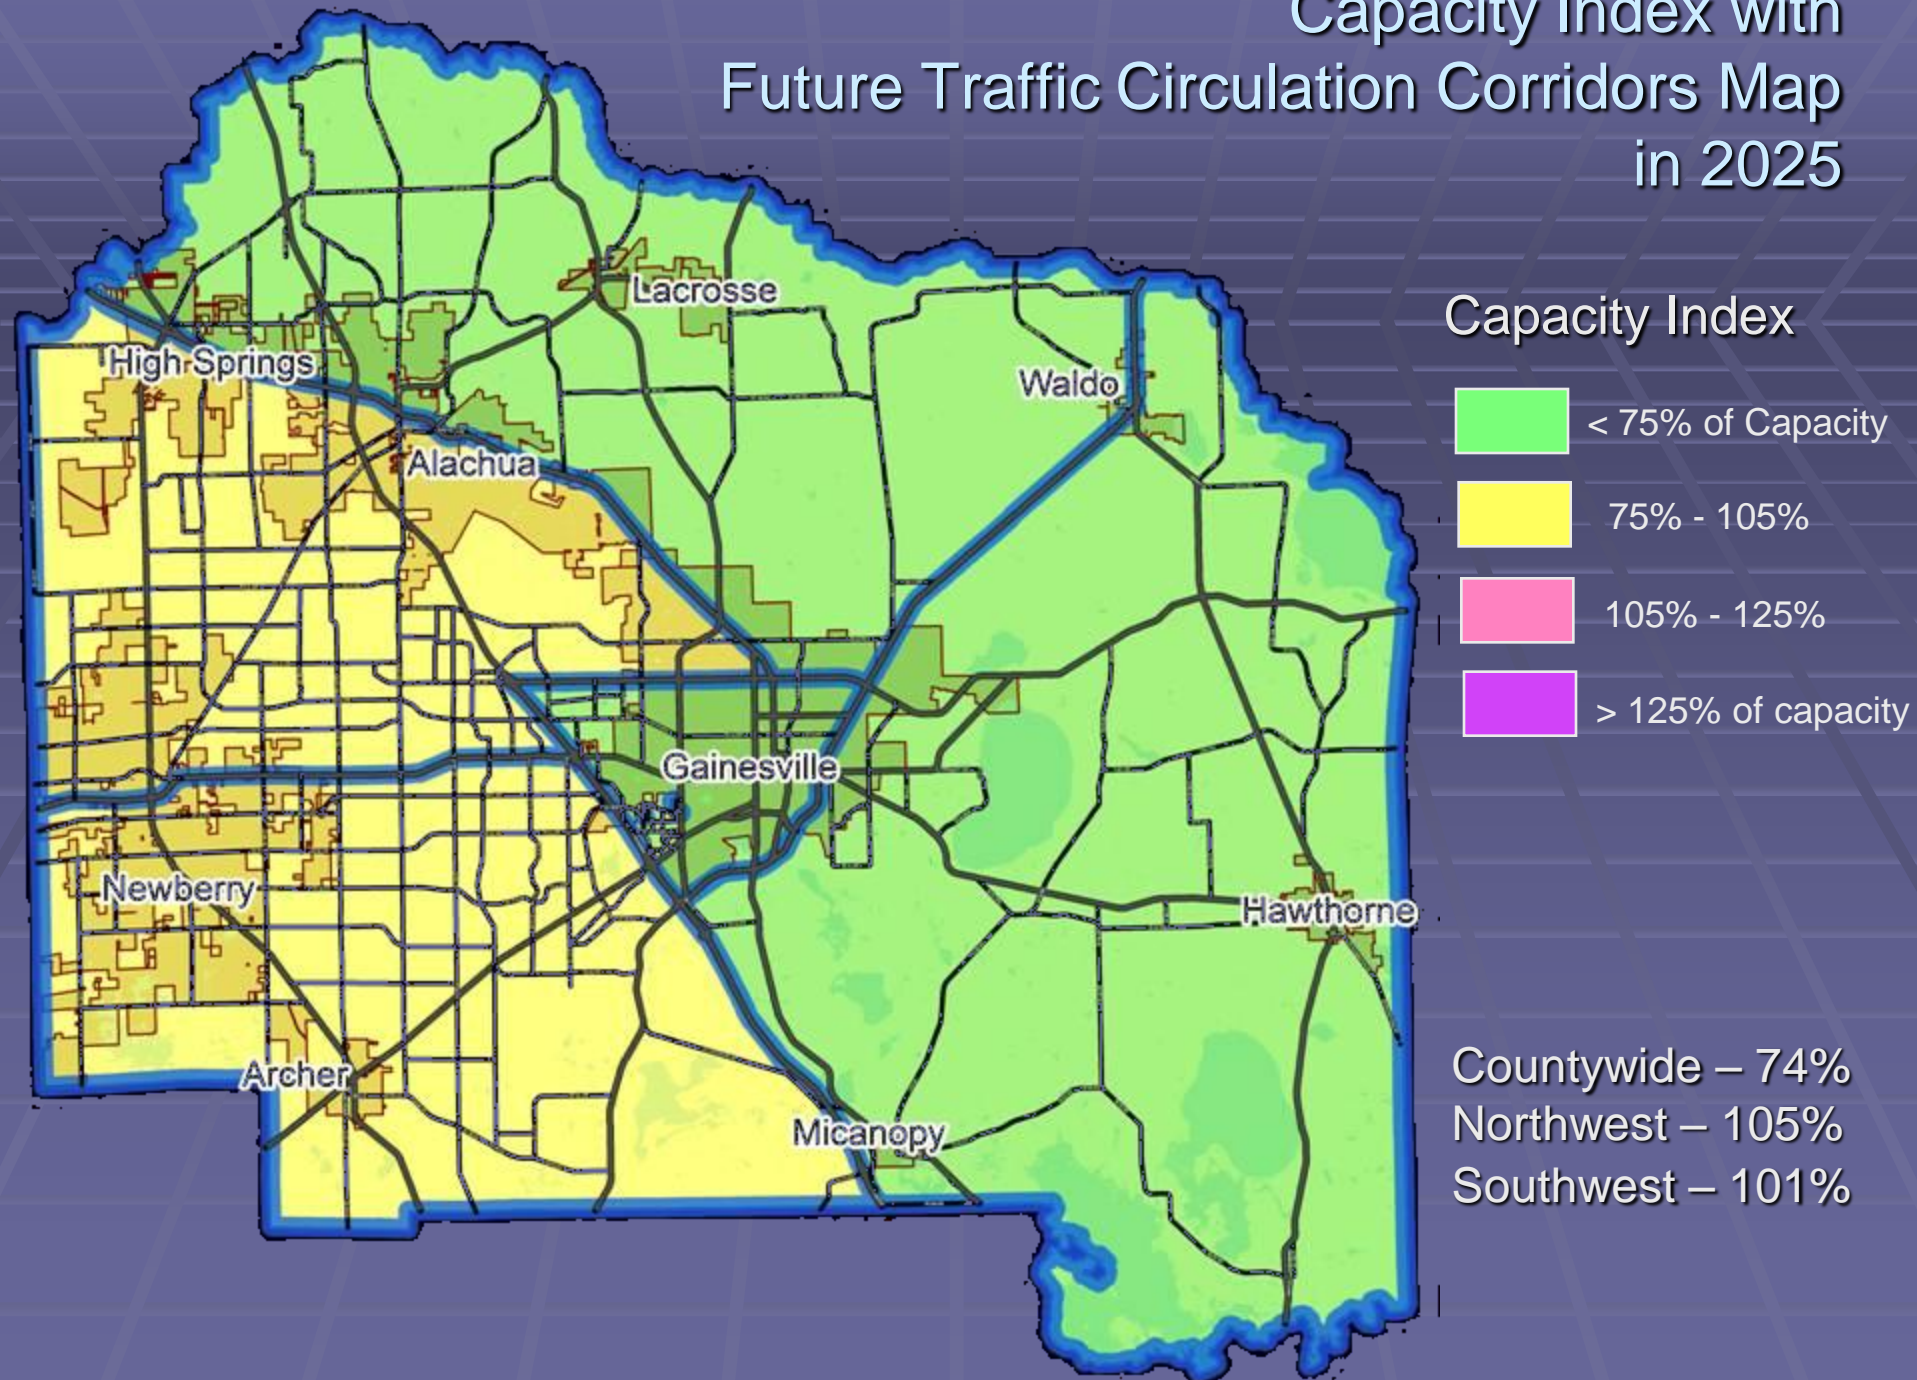 Capacity Index with
Future Traffic Circulation Corridors Map
in 2025
Lacrosse
High Springs
Waldo
Alachua
Gainesville
Newberry
Hawthorne
Archer
Micanopy
Capacity Index
< 75% of Capacity
75% - 105%
105% - 125%
> 125% of capacity
Countywide – 74%
Northwest – 105%
Southwest – 101%